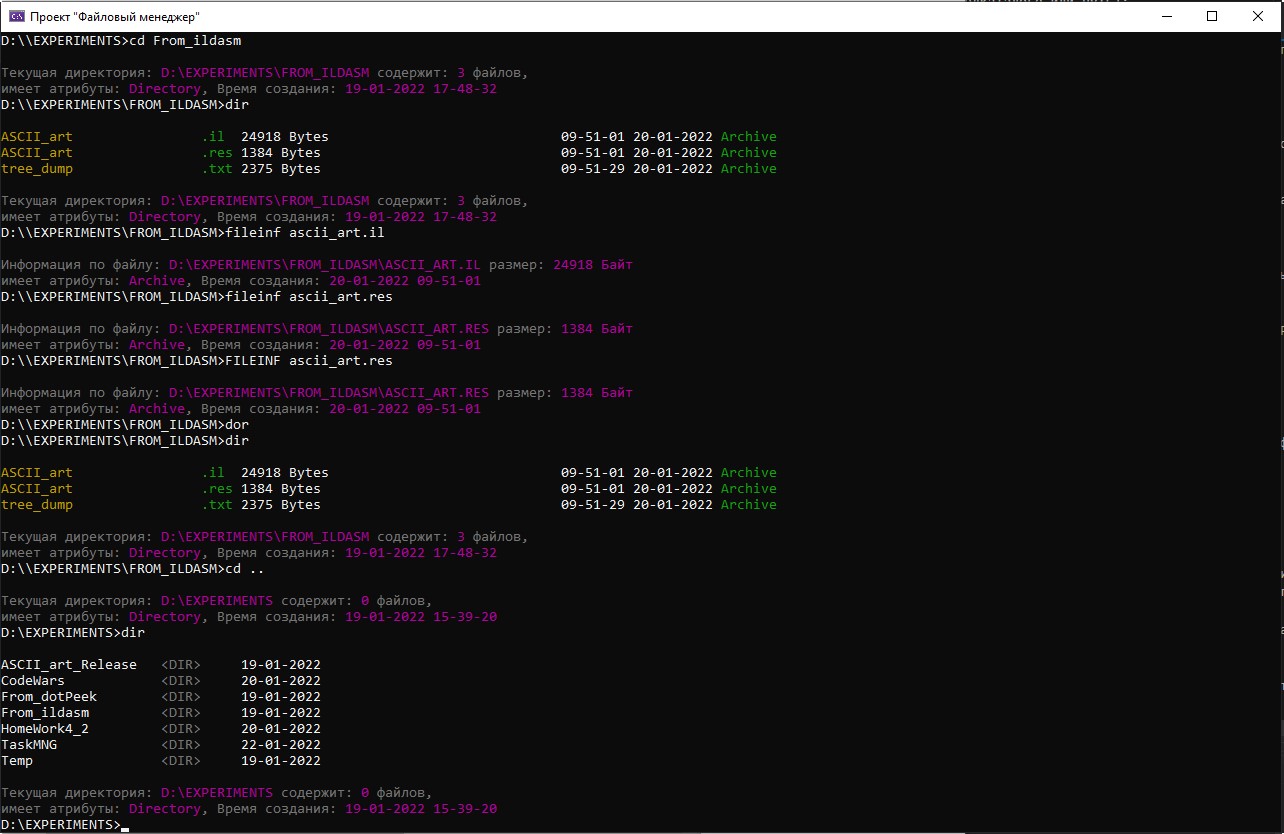 Проект "Файловый менеджер"
D:\\EXPERIMENTS>cd From_ildasm
Текущая директория: D:\EXPERIMENTS\FROM_ILDASM содержит: 3 файлов,
имеет атрибуты: Directory, Время создания: 19-01-2022 17-48-32
D:\\EXPERIMENTS\FROM_ILDASM>dir
ASCII_art .il 24918 Bytes 09-51-01 20-01-2022 Archive
ASCII_art .res 1384 Bytes 09-51-01 20-01-2022 Archive
tree_dump .txt 2375 Bytes 09-51-29 20-01-2022 Archive
Текущая директория: D:\EXPERIMENTS\FROM_ILDASM содержит: 3 файлов,
имеет атрибуты: Directory, Время создания: 19-01-2022 17-48-32
D:\\EXPERIMENTS\FROM_ILDASM>fileinf ascii_art.il
Информация по файлу: D:\EXPERIMENTS\FROM_ILDASM\ASCII_ART.IL размер: 24918 Байт
имеет атрибуты: Archive, Время создания: 20-01-2022 09-51-01
D:\\EXPERIMENTS\FROM_ILDASM>fileinf ascii_art.res
Информация по файлу: D:\EXPERIMENTS\FROM_ILDASM\ASCII_ART.RES размер: 1384 Байт
имеет атрибуты: Archive, Время создания: 20-01-2022 09-51-01
D:\\EXPERIMENTS\FROM_ILDASM>FILEINF ascii_art.res
Информация по файлу: D:\EXPERIMENTS\FROM_ILDASM\ASCII_ART.RES размер: 1384 Байт
имеет атрибуты: Archive, Время создания: 20-01-2022 09-51-01
D:\\EXPERIMENTS\FROM_ILDASM>dor
D:\\EXPERIMENTS\FROM_ILDASM>dir
ASCII_art .il 24918 Bytes 09-51-01 20-01-2022 Archive
ASCII_art .res 1384 Bytes 09-51-01 20-01-2022 Archive
tree_dump .txt 2375 Bytes 09-51-29 20-01-2022 Archive
Текущая директория: D:\EXPERIMENTS\FROM_ILDASM содержит: 3 файлов,
имеет атрибуты: Directory, Время создания: 19-01-2022 17-48-32
D:\\EXPERIMENTS\FROM_ILDASM>cd ..
Текущая директория: D:\EXPERIMENTS содержит: 0 файлов,
имеет атрибуты: Directory, Время создания: 19-01-2022 15-39-20
D:\EXPERIMENTS>dir
ASCII_art_Release <DIR> 19-01-2022
CodeWars <DIR> 20-01-2022
From_dotPeek <DIR> 19-01-2022
From_ildasm <DIR> 19-01-2022
HomeWork4_2 <DIR> 20-01-2022
TaskMNG <DIR> 22-01-2022
Temp <DIR> 19-01-2022
Текущая директория: D:\EXPERIMENTS содержит: 0 файлов,
имеет атрибуты: Directory, Время создания: 19-01-2022 15-39-20
D:\EXPERIMENTS>